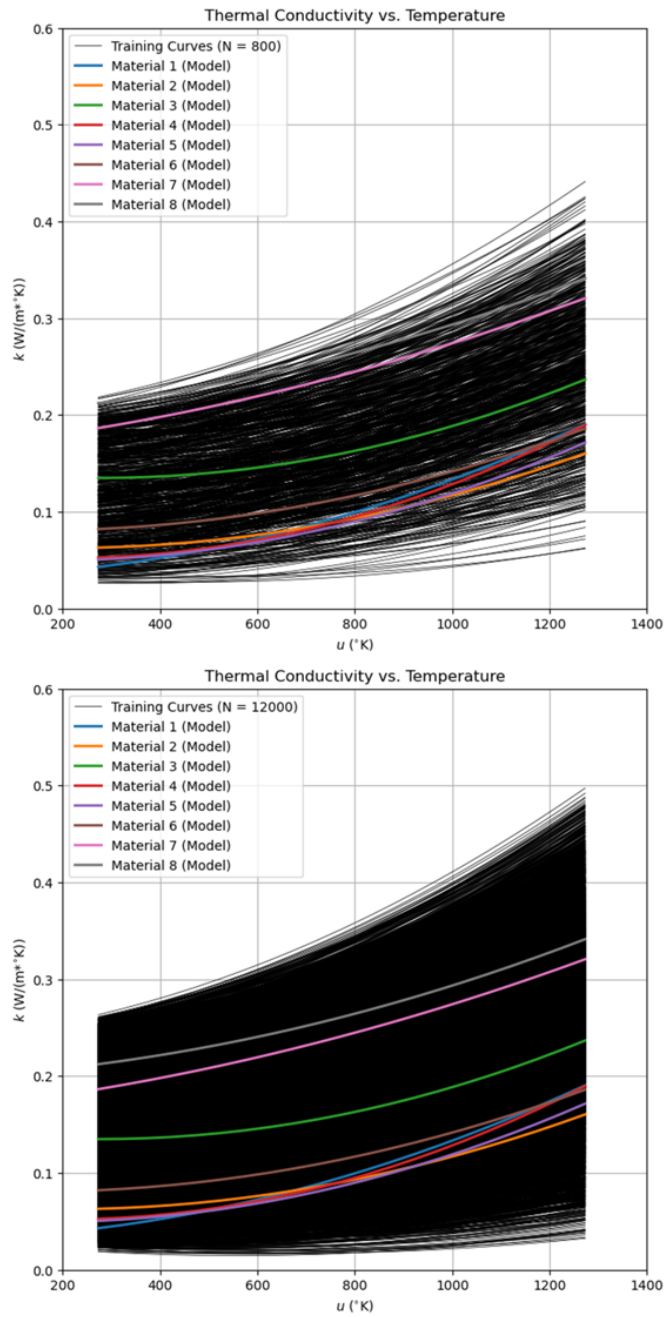 Thermal Conductivity vs. Temperature
0.6
0.5
0.4
0.3
0.2
0.1
0.0
k (W/(m*°K))
Training Curves (N = 800)
Material 1 (Model)
Material 2 (Model)
Material 3 (Model)
Material 4 (Model)
Material 5 (Model)
Material 6 (Model)
Material 7 (Model)
Material 8 (Model)
200 400 600 800 1000 1200 1400
u (°K)
Thermal Conductivity vs. Temperature
0.6
0.5
0.4
0.3
0.2
0.1
0.0
k (W/(m*°K))
Training Curves (N = 12000)
Material 1 (Model)
Material 2 (Model)
Material 3 (Model)
Material 4 (Model)
Material 5 (Model)
Material 6 (Model)
Material 7 (Model)
Material 8 (Model)
200 400 600 800 1000 1200 1400
u (°K)